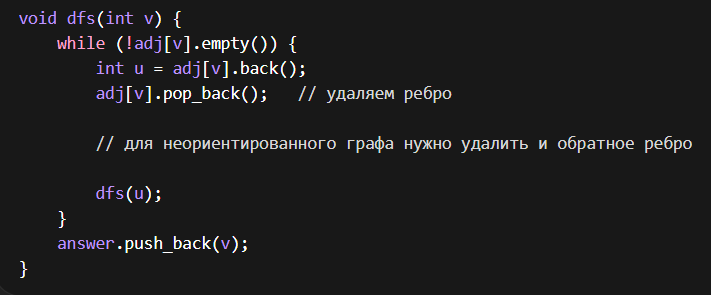 void dfs(int v) {
    while (!adj[v].empty()) {
        int u = adj[v].back();
        adj[v].pop_back();   // удаляем ребро

        // для неориентированного графа нужно удалить и обратное ребро

        dfs(u);
    }
    answer.push_back(v);
}